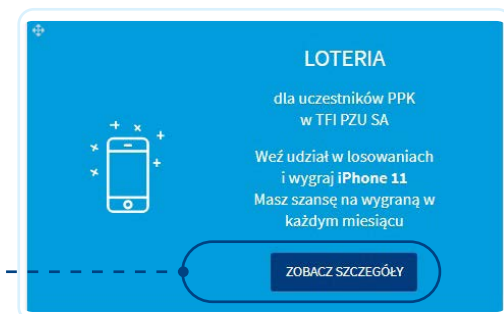 LOTERIA
dla uczestników PPK
w TFI PZU SA
Weź udział w losowaniach
i wygraj iPhone 11
Masz szansę na wygraną w
każdym miesiącu
ZOBACZ SZCZEGÓŁY